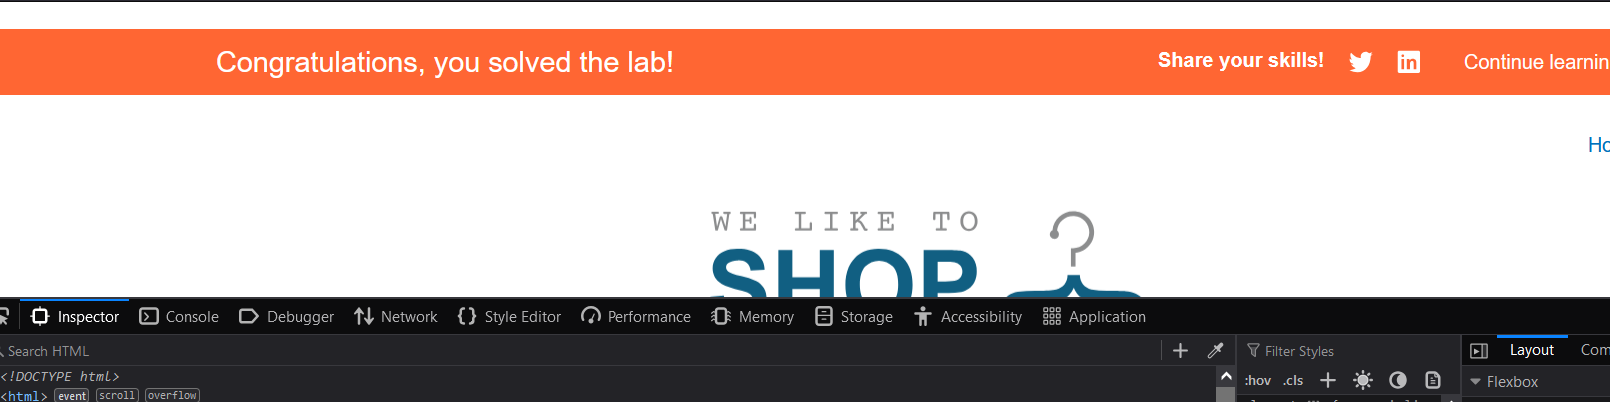 Congratulations, you solved the lab!
Share your skills!
in
Continue learnin
Ho
WE LIKE TO
SHOP
Inspector Console Debugger Network Style Editor Performance Memory Storage Accessibility Application
Search HTML
Filter Styles
Layout Com
<!DOCTYPE html>
:hov .cls
Flexbox
<html> event scroll overflow